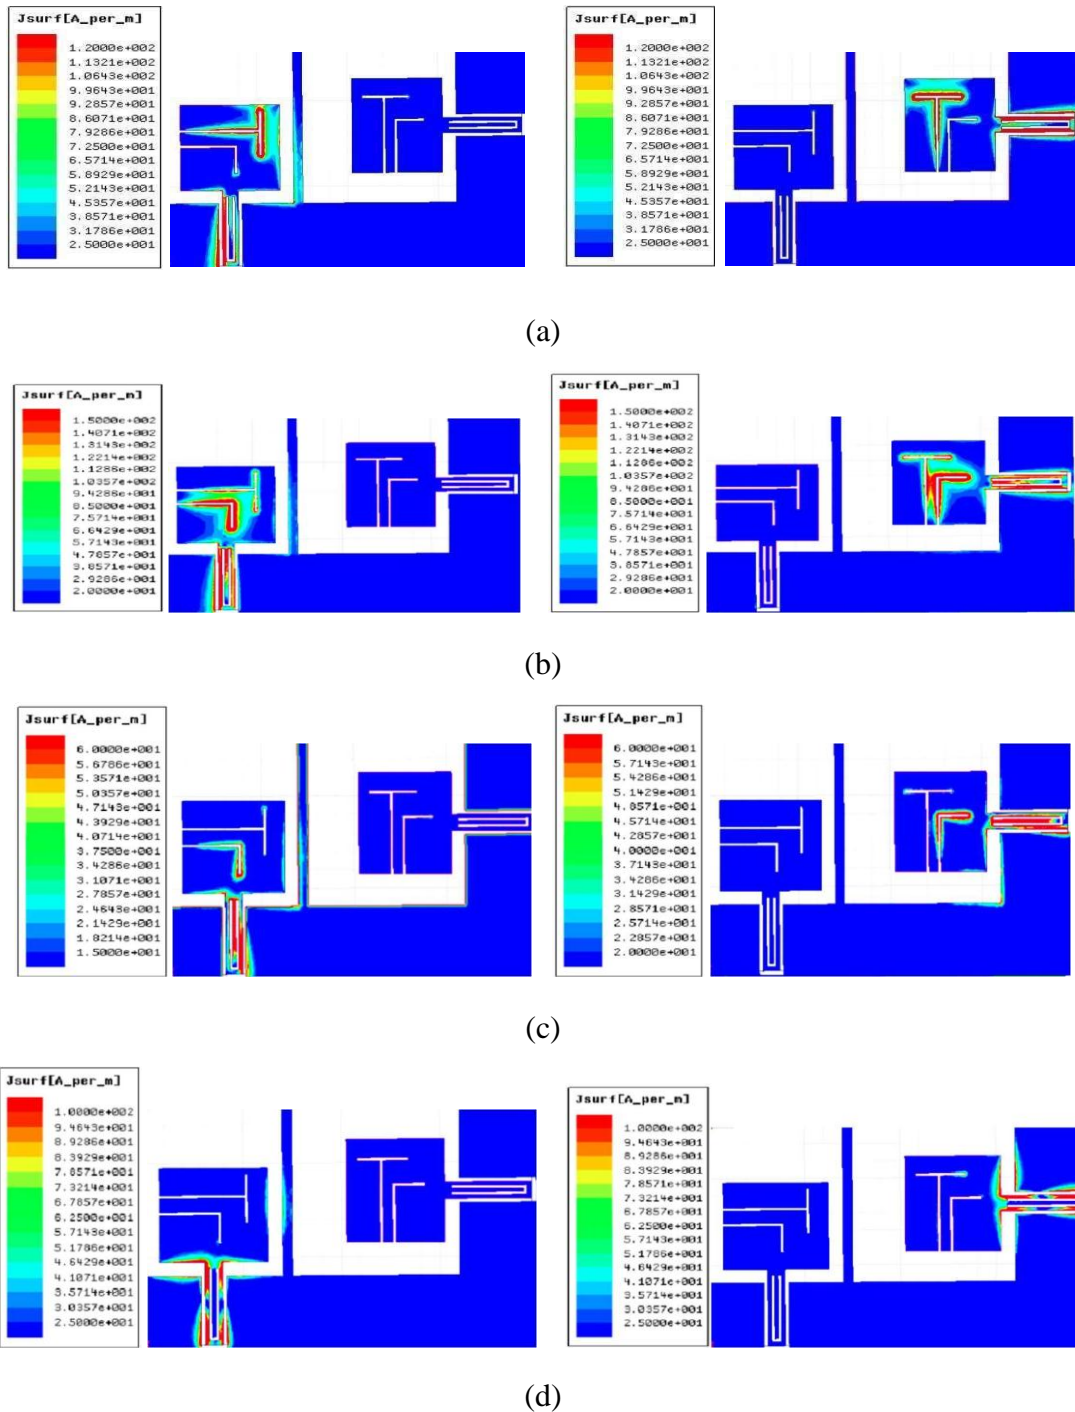 Jsurf[A_per_m]
1.2000e+002
1.1321e+002
1.0643e+002
9.9643e+001
9.2857e+001
8.6071e+001
7.9286e+001
7.2500e+001
6.5714e+001
5.8929e+001
5.2143e+001
4.5357e+001
3.8571e+001
3.1786e+001
2.5000e+001
Jsurf[A_per_m]
1.2000e+002
1.1321e+002
1.0643e+002
9.9643e+001
9.2857e+001
8.6071e+001
7.9286e+001
7.2500e+001
6.5714e+001
5.8929e+001
5.2143e+001
4.5357e+001
3.8571e+001
3.1786e+001
2.5000e+001
(a)
Jsurf[A_per_m]
1.5000e+002
1.4071e+002
1.3143e+002
1.2214e+002
1.1286e+002
1.0357e+002
9.4286e+001
8.5000e+001
7.5714e+001
6.6429e+001
5.7143e+001
4.7857e+001
3.8571e+001
2.9286e+001
2.0000e+001
Jsurf[A_per_m]
1.5000e+002
1.4071e+002
1.3143e+002
1.2214e+002
1.1286e+002
1.0357e+002
9.4286e+001
8.5000e+001
7.5714e+001
6.6429e+001
5.7143e+001
4.7857e+001
3.8571e+001
2.9286e+001
2.0000e+001
(b)
Jsurf[A_per_m]
6.0000e+001
5.6786e+001
5.3571e+001
5.0357e+001
4.7143e+001
4.3929e+001
4.0714e+001
3.7500e+001
3.4286e+001
3.1071e+001
2.7857e+001
2.4643e+001
2.1429e+001
1.8214e+001
1.5000e+001
Jsurf[A_per_m]
6.0000e+001
5.7143e+001
5.4286e+001
5.1429e+001
4.8571e+001
4.5714e+001
4.2857e+001
4.0000e+001
3.7143e+001
3.4286e+001
3.1429e+001
2.8571e+001
2.5714e+001
2.2857e+001
2.0000e+001
(c)
Jsurf[A_per_m]
1.0000e+002
9.4643e+001
8.9286e+001
8.3929e+001
7.8571e+001
7.3214e+001
6.7857e+001
6.2500e+001
5.7143e+001
5.1786e+001
4.6429e+001
4.1071e+001
3.5714e+001
3.0357e+001
2.5000e+001
Jsurf[A_per_m]
1.0000e+002
9.4643e+001
8.9286e+001
8.3929e+001
7.8571e+001
7.3214e+001
6.7857e+001
6.2500e+001
5.7143e+001
5.1786e+001
4.6429e+001
4.1071e+001
3.5714e+001
3.0357e+001
2.5000e+001
(d)